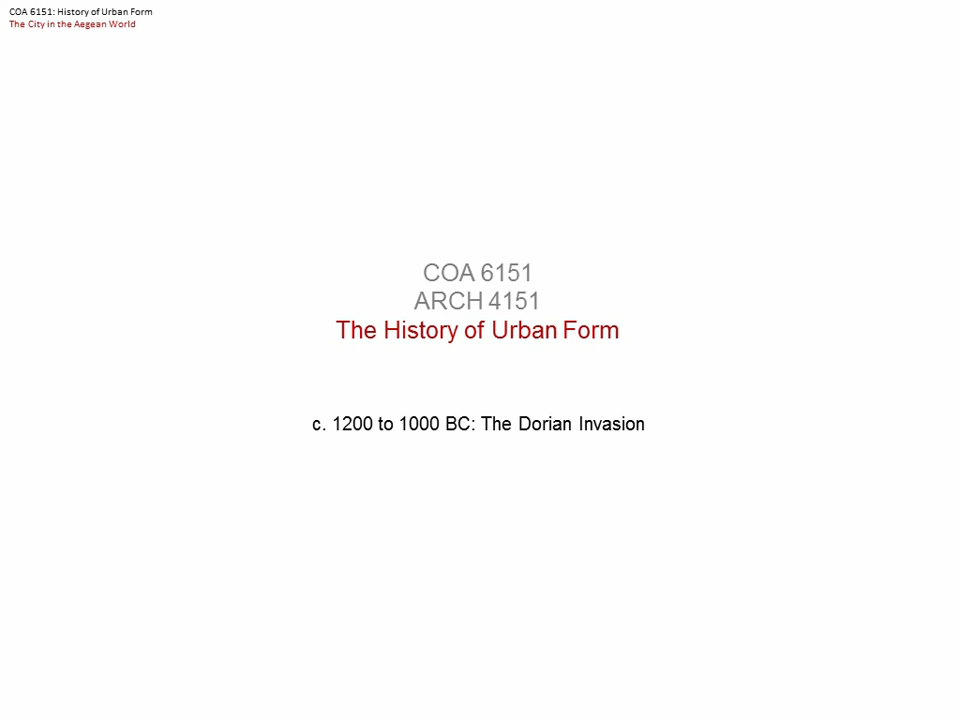 COA 6151: History of Urban Form
The City in the Aegean World
COA 6151
ARCH 4151
The History of Urban Form
c. 1200 to 1000 BC: The Dorian Invasion